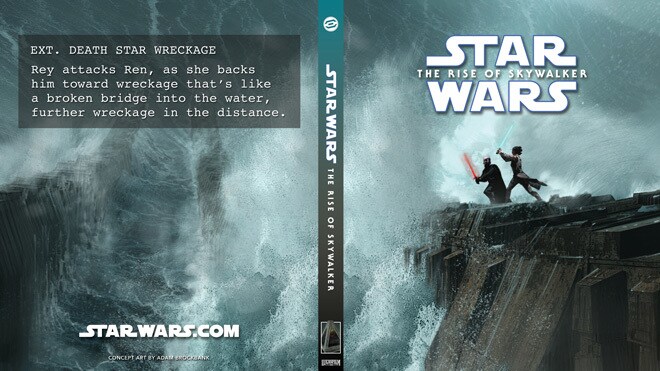 EXT. DEATH STAR WRECKAGE
Rey attacks Ren, as she backs
him toward wreckage that’s like
a broken bridge into the water,
further wreckage in the distance.
STARWARS.COM
CONCEPT ART BY ADAM BROCKBANK
STAR WARS THE RISE OF SKYWALKER
STAR
THE RISE OF SKYWALKER
WARS